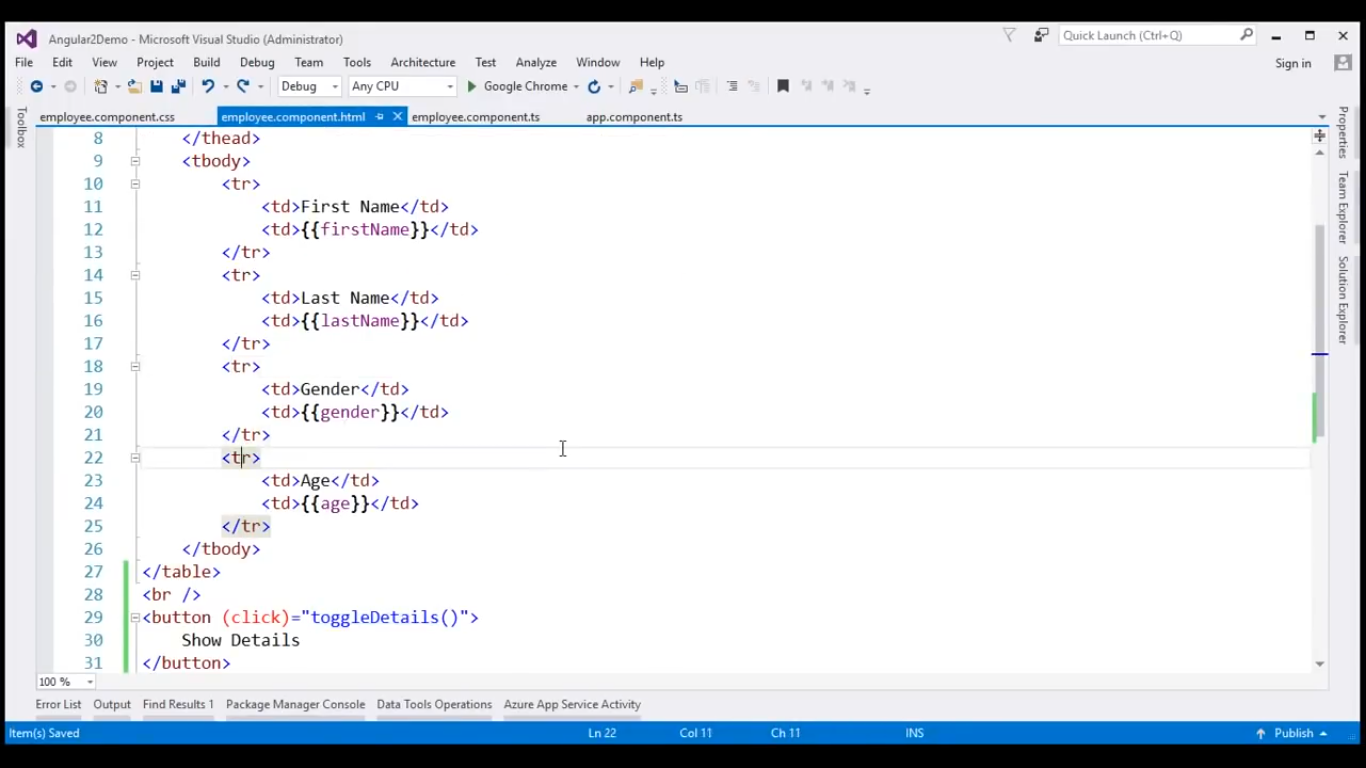 Angular2Demo - Microsoft Visual Studio (Administrator)
Quick Launch (Ctrl+Q)
File Edit View Project Build Debug Team Tools Architecture Test Analyze Window Help
Sign in
Debug Any CPU Google Chrome
employee.component.css employee.component.html employee.component.ts app.component.ts
Toolbox
Properties
Team Explorer
Solution Explorer
8 </thead>
9 <tbody>
10 <tr>
11 <td>First Name</td>
12 <td>{{firstName}}</td>
13 </tr>
14 <tr>
15 <td>Last Name</td>
16 <td>{{lastName}}</td>
17 </tr>
18 <tr>
19 <td>Gender</td>
20 <td>{{gender}}</td>
21 </tr>
22 <tr>
23 <td>Age</td>
24 <td>{{age}}</td>
25 </tr>
26 </tbody>
27 </table>
28 <br />
29 <button (click)="toggleDetails()">
30 Show Details
31 </button>
100 %
Error List Output Find Results 1 Package Manager Console Data Tools Operations Azure App Service Activity
Item(s) Saved Ln 22 Col 11 Ch 11 INS Publish